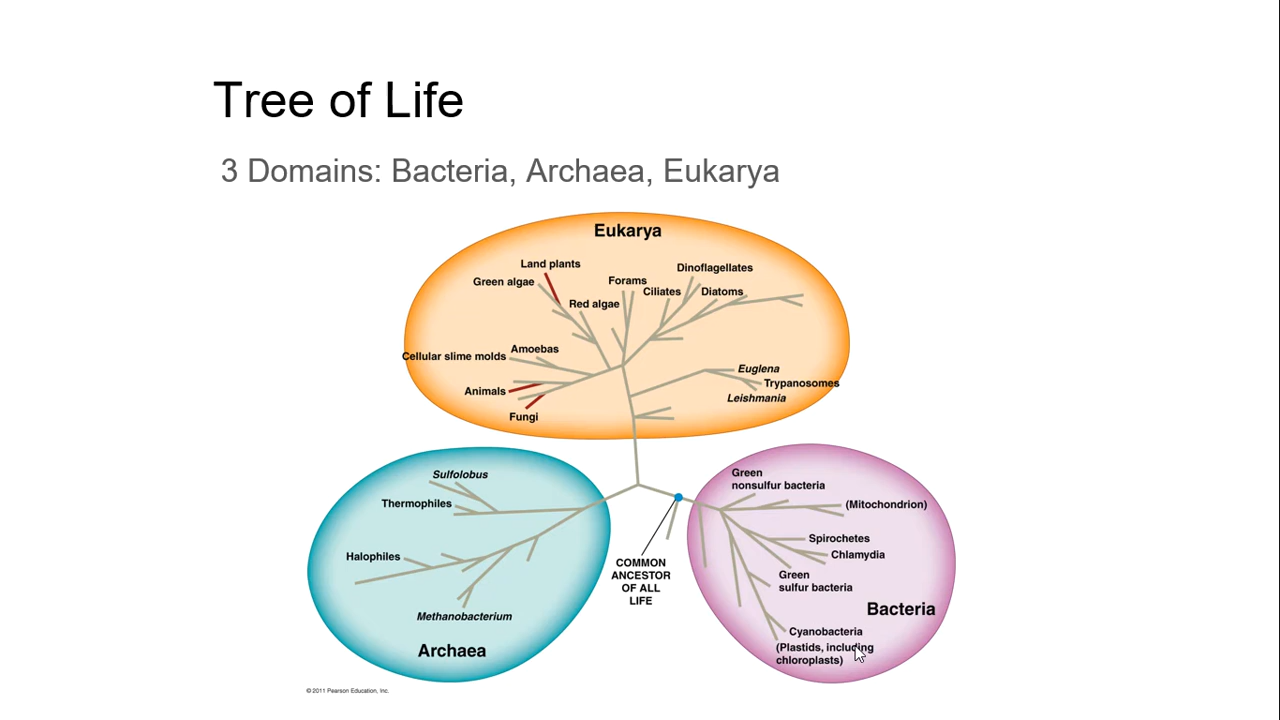 Tree of Life
3 Domains: Bacteria, Archaea, Eukarya
Eukarya
Land plants
Dinoflagellates
Green algae
Forams
Ciliates
Diatoms
Red algae
Amoebas
Cellular slime molds
Euglena
Trypanosomes
Animals
Leishmania
Fungi
Sulfolobus
Thermophiles
Halophiles
Methanobacterium
Archaea
COMMON
ANCESTOR
OF ALL
LIFE
Green
nonsulfur bacteria
(Mitochondrion)
Spirochetes
Chlamydia
Green
sulfur bacteria
Bacteria
Cyanobacteria
(Plastids, including
chloroplasts)
© 2011 Pearson Education, Inc.